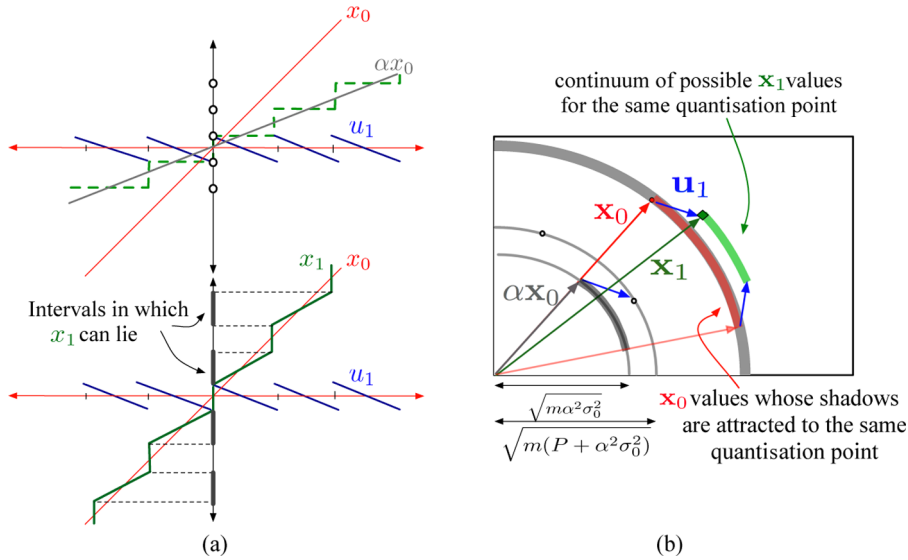 x₀
αx₀
u₁
x₁
x₀
Intervals in which
x₁ can lie
u₁
(a)
continuum of possible x₁ values
for the same quantisation point
u₁
x₀
x₁
αx₀
√(mα²σ₀²)
√(m(P + α²σ₀²))
x₀ values whose shadows
are attracted to the same
quantisation point
(b)